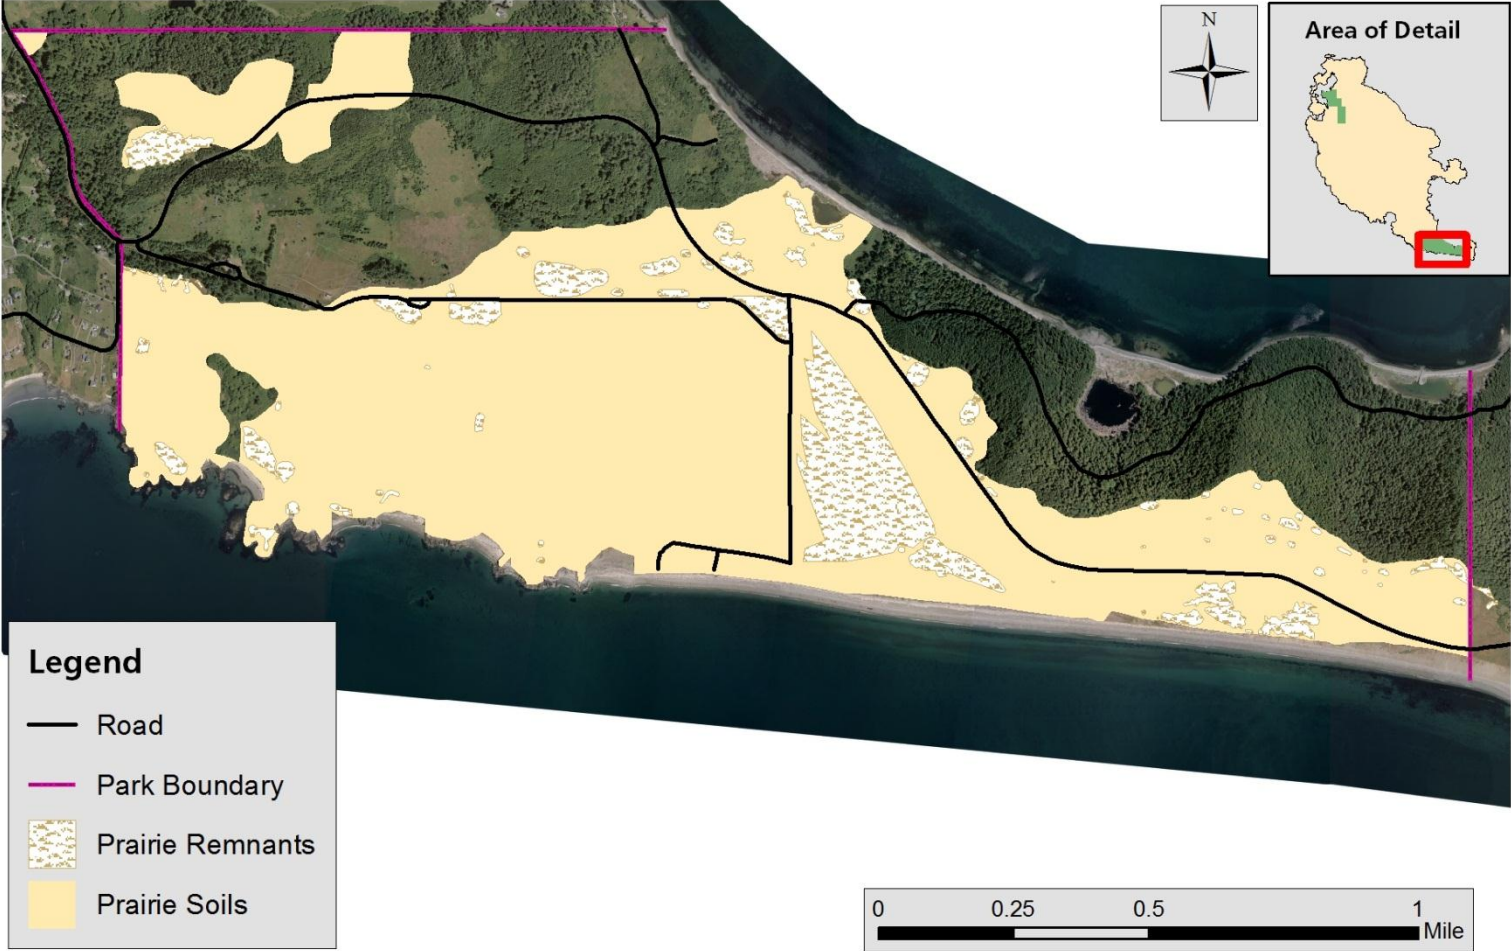 N
Area of Detail
Legend
Road
Park Boundary
Prairie Remnants
Prairie Soils
0 0.25 0.5 1
Mile